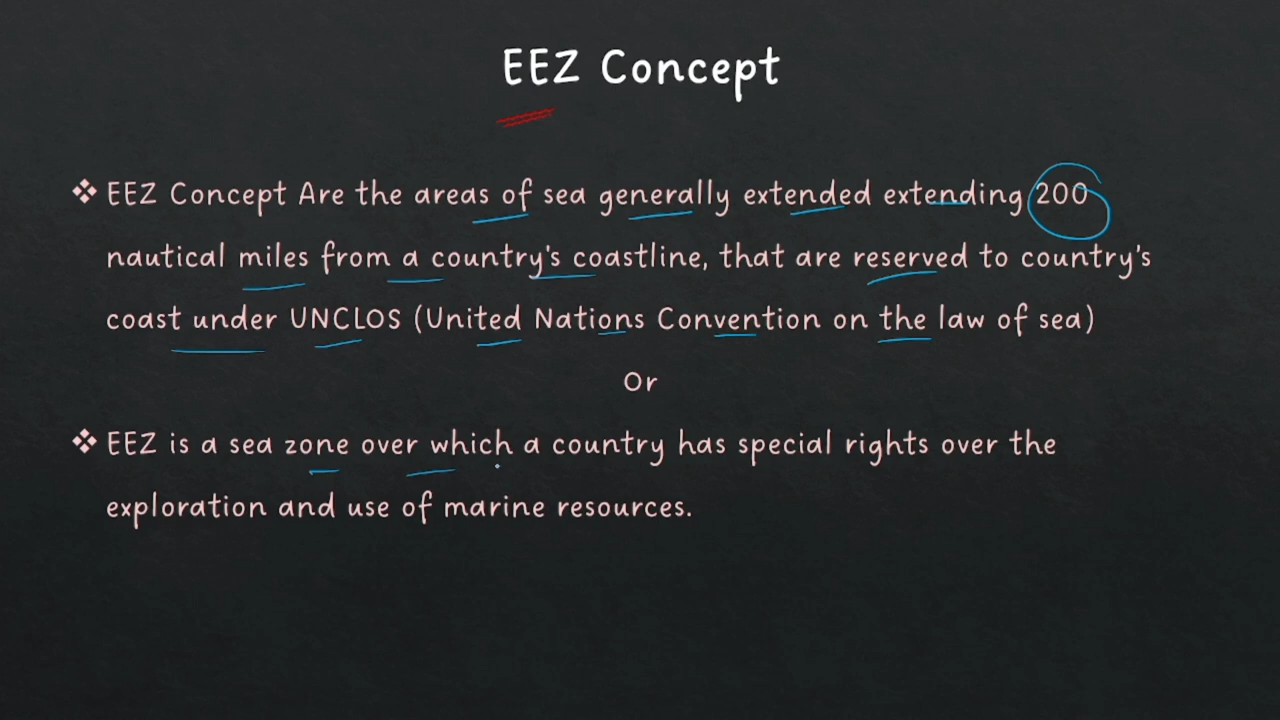 EEZ Concept
❖ EEZ Concept Are the areas of sea generally extended extending 200
nautical miles from a country's coastline, that are reserved to country's
coast under UNCLOS (United Nations Convention on the law of sea)
Or
❖ EEZ is a sea zone over which a country has special rights over the
exploration and use of marine resources.